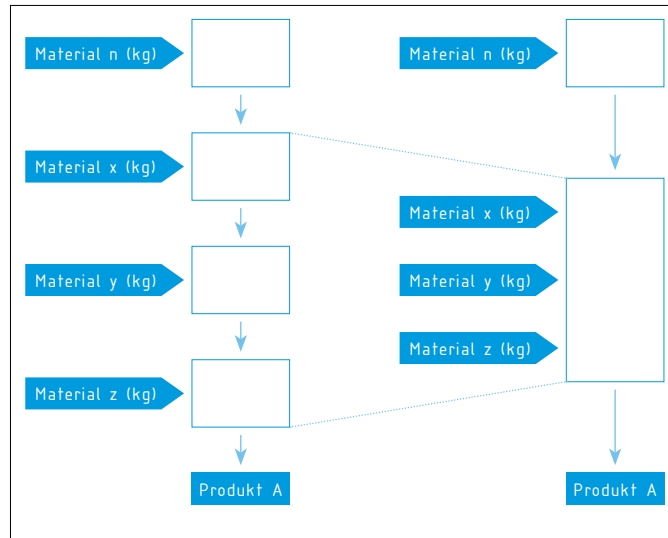 Material n (kg)
Material x (kg)
Material y (kg)
Material z (kg)
Produkt A
Material n (kg)
Material x (kg)
Material y (kg)
Material z (kg)
Produkt A